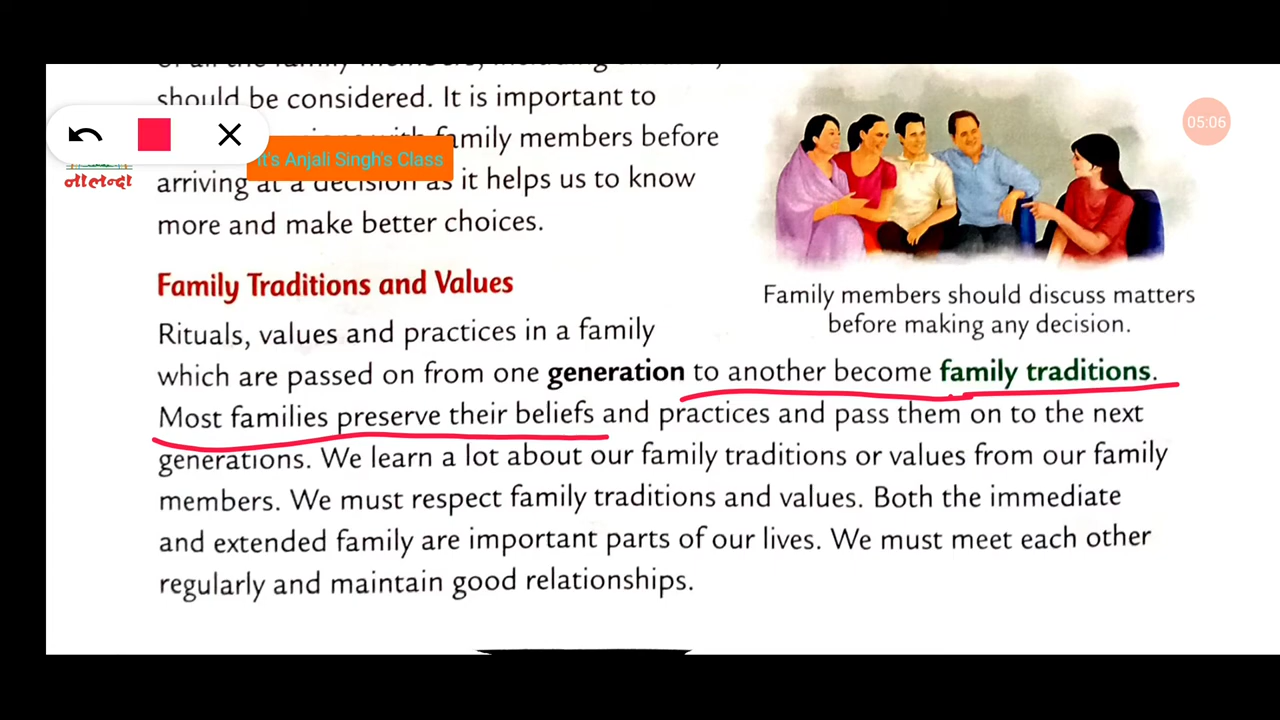 should be considered. It is important to
with family members before
It's Anjali Singh's Class
arriving at a decision as it helps us to know
more and make better choices.
नालन्दा
05:06
Family members should discuss matters
before making any decision.
Family Traditions and Values
Rituals, values and practices in a family
which are passed on from one generation to another become family traditions.
Most families preserve their beliefs and practices and pass them on to the next
generations. We learn a lot about our family traditions or values from our family
members. We must respect family traditions and values. Both the immediate
and extended family are important parts of our lives. We must meet each other
regularly and maintain good relationships.